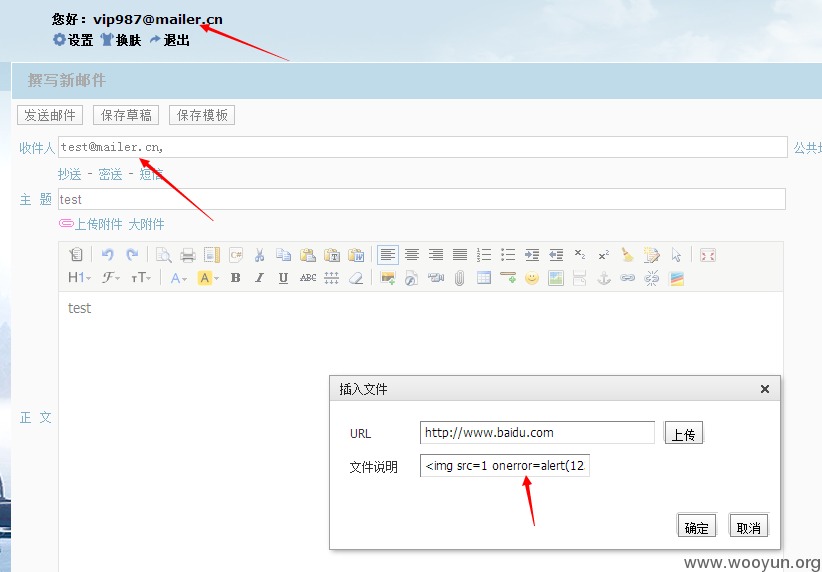 您好：vip987@mailer.cn
设置 换肤 退出
撰写新邮件
发送邮件 保存草稿 保存模板
收件人 test@mailer.cn, 公共
抄送 - 密送 - 短信
主 题 test
上传附件 大附件
H1 F TT A A B I U ABC
test
插入文件
URL http://www.baidu.com 上传
正 文
文件说明 <img src=1 onerror=alert(12
确定 取消
www.wooyun.org